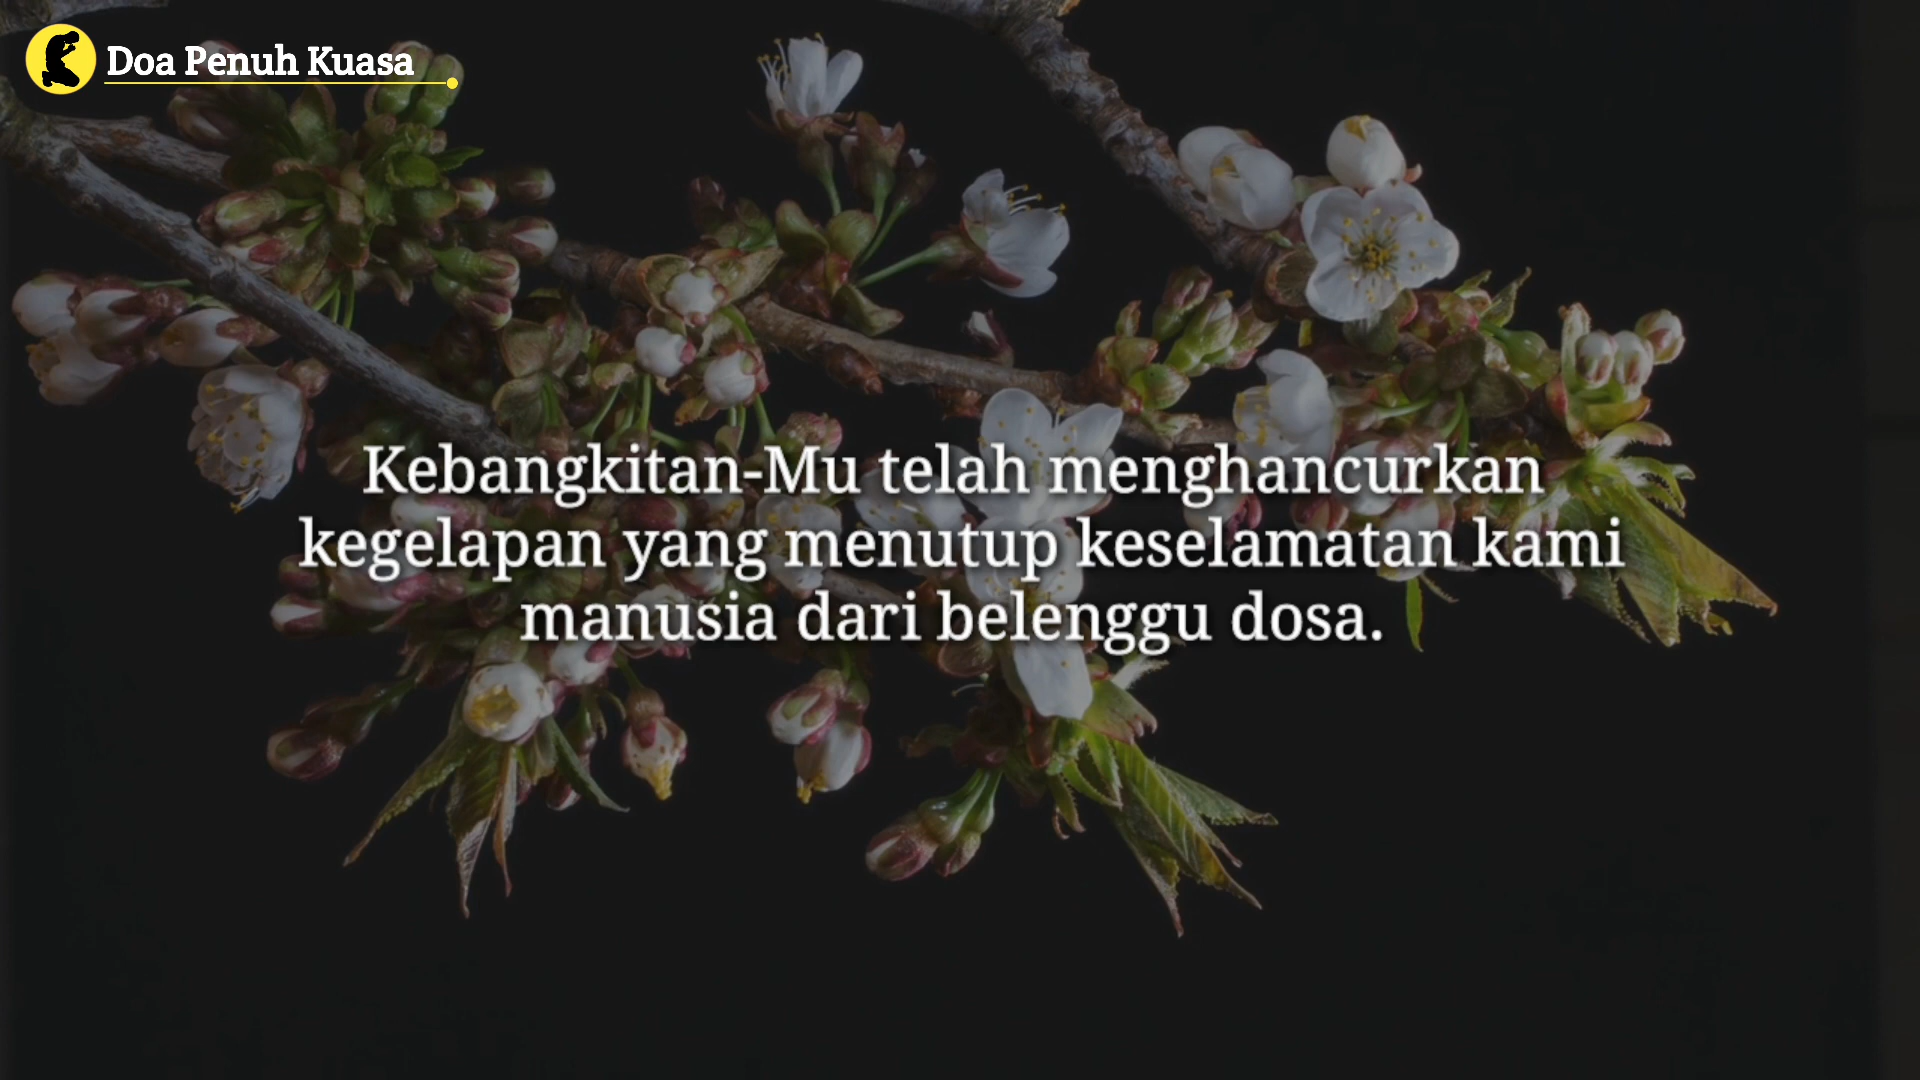 Doa Penuh Kuasa
Kebangkitan-Mu telah menghancurkan
kegelapan yang menutup keselamatan kami
manusia dari belenggu dosa.